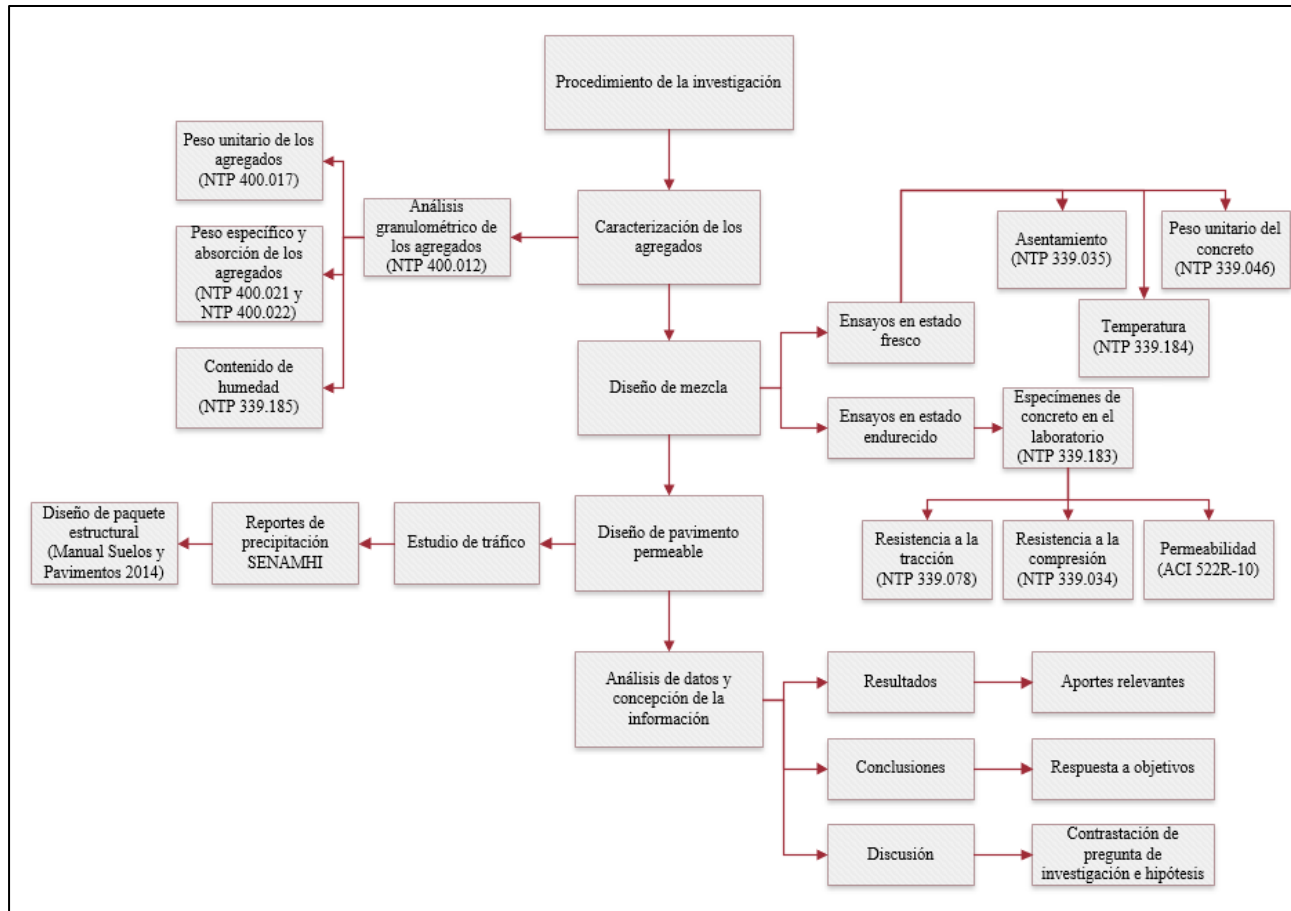 Procedimiento de la investigación
Peso unitario de los
agregados
(NTP 400.017)
Análisis
granulométrico de
los agregados
(NTP 400.012)
Caracterización de los
agregados
Peso específico y
absorción de los
agregados
(NTP 400.021 y
NTP 400.022)
Contenido de
humedad
(NTP 339.185)
Asentamiento
(NTP 339.035)
Peso unitario del
concreto
(NTP 339.046)
Temperatura
(NTP 339.184)
Ensayos en estado
fresco
Diseño de mezcla
Ensayos en estado
endurecido
Especímenes de
concreto en el
laboratorio
(NTP 339.183)
Resistencia a la
tracción
(NTP 339.078)
Resistencia a la
compresión
(NTP 339.034)
Permeabilidad
(ACI 522R-10)
Diseño de paquete
estructural
(Manual Suelos y
Pavimentos 2014)
Reportes de
precipitación
SENAMHI
Estudio de tráfico
Diseño de pavimento
permeable
Análisis de datos y
concepción de la
información
Resultados
Aportes relevantes
Conclusiones
Respuesta a objetivos
Discusión
Contrastación de
pregunta de
investigación e hipótesis